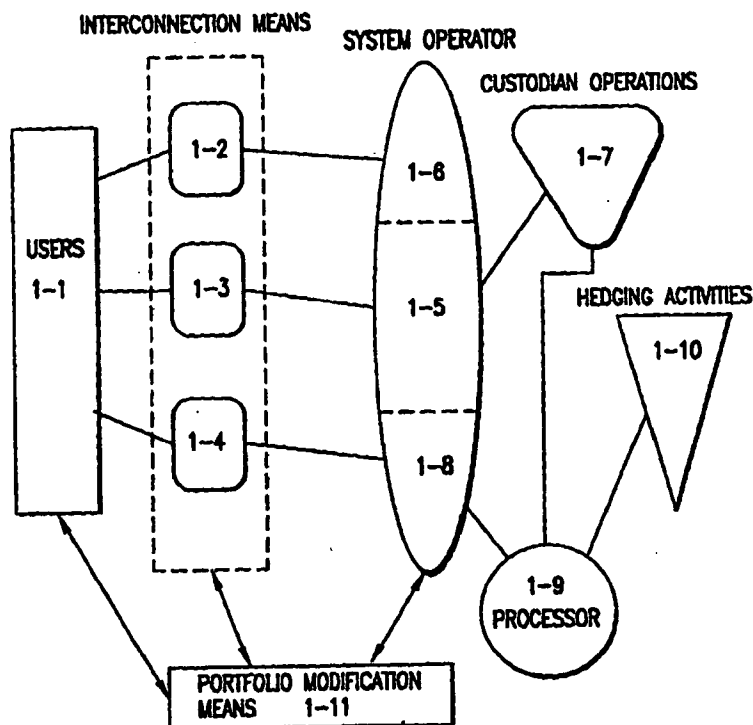 INTERCONNECTION MEANS
SYSTEM OPERATOR
CUSTODIAN OPERATIONS
1-2
1-6
1-7
USERS
1-1
1-3
1-5
HEDGING ACTIVITIES
1-10
1-4
1-8
1-9
PROCESSOR
PORTFOLIO MODIFICATION
MEANS 1-11